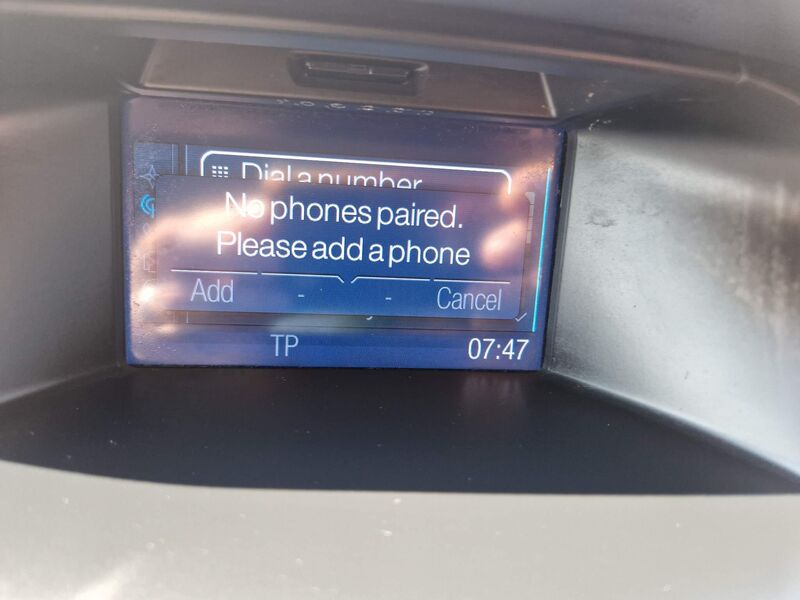 Dial a number
No phones paired.
Please add a phone
Add - - Cancel
TP 07:47